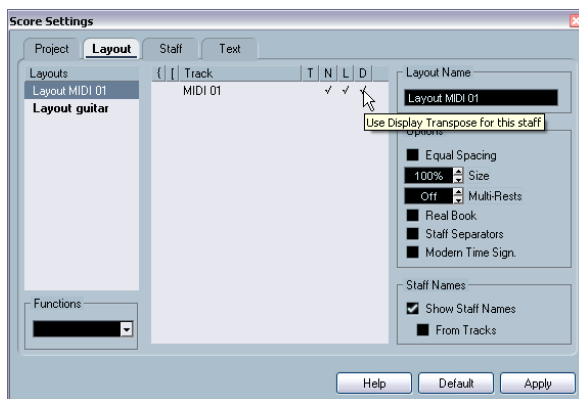 Score Settings
Project Layout Staff Text
Layouts
Layout MIDI 01
Layout guitar
{ [ Track T N L D
MIDI 01 √ √ √
Use Display Transpose for this staff
Layout Name
Layout MIDI 01
Options
Equal Spacing
100% Size
Off Multi-Rests
Real Book
Staff Separators
Modern Time Sign.
Functions
Staff Names
Show Staff Names
From Tracks
Help Default Apply